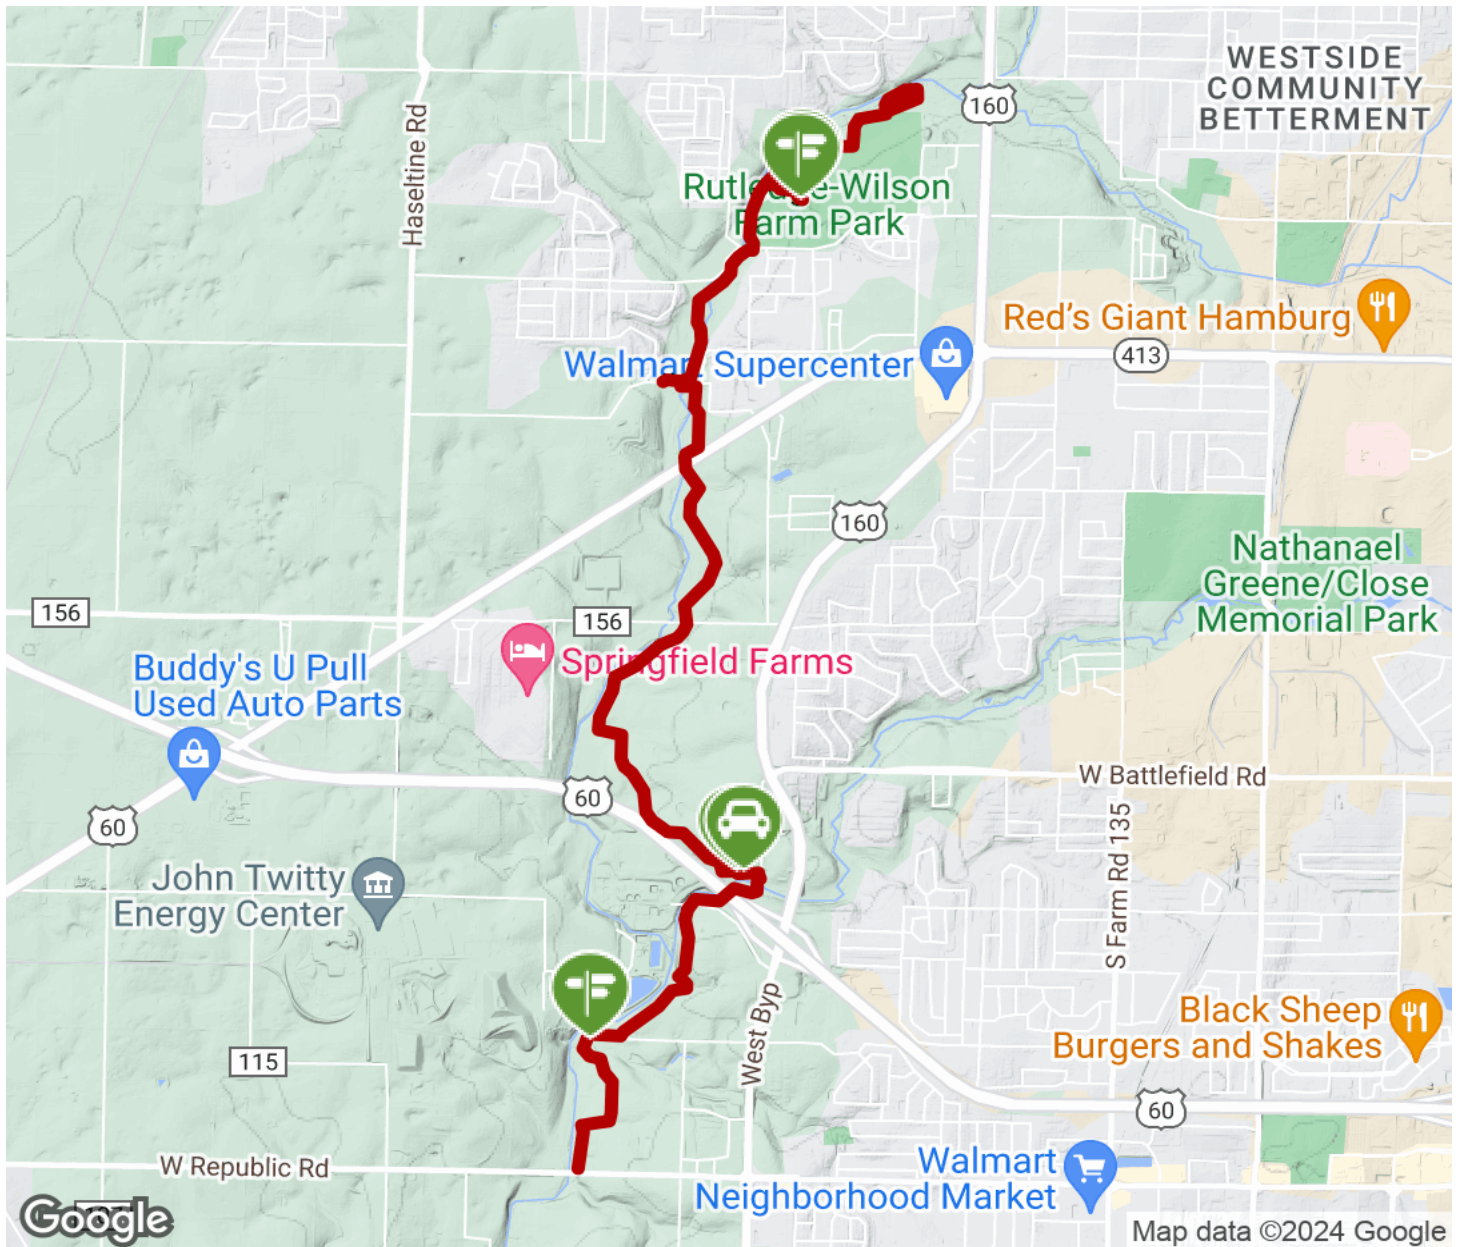 WESTSIDE
COMMUNITY
BETTERMENT
160
Haseltine Rd
Rutledge-Wilson
Farm Park
Red's Giant Hamburg
Walmart Supercenter
413
160
Nathanael
Greene/Close
Memorial Park
156
156
Springfield Farms
Buddy's U Pull
Used Auto Parts
W Battlefield Rd
60
60
S Farm Rd 135
John Twitty
Energy Center
West Byp
Black Sheep
Burgers and Shakes
115
60
W Republic Rd
Walmart
Neighborhood Market
Google
Map data ©2024 Google